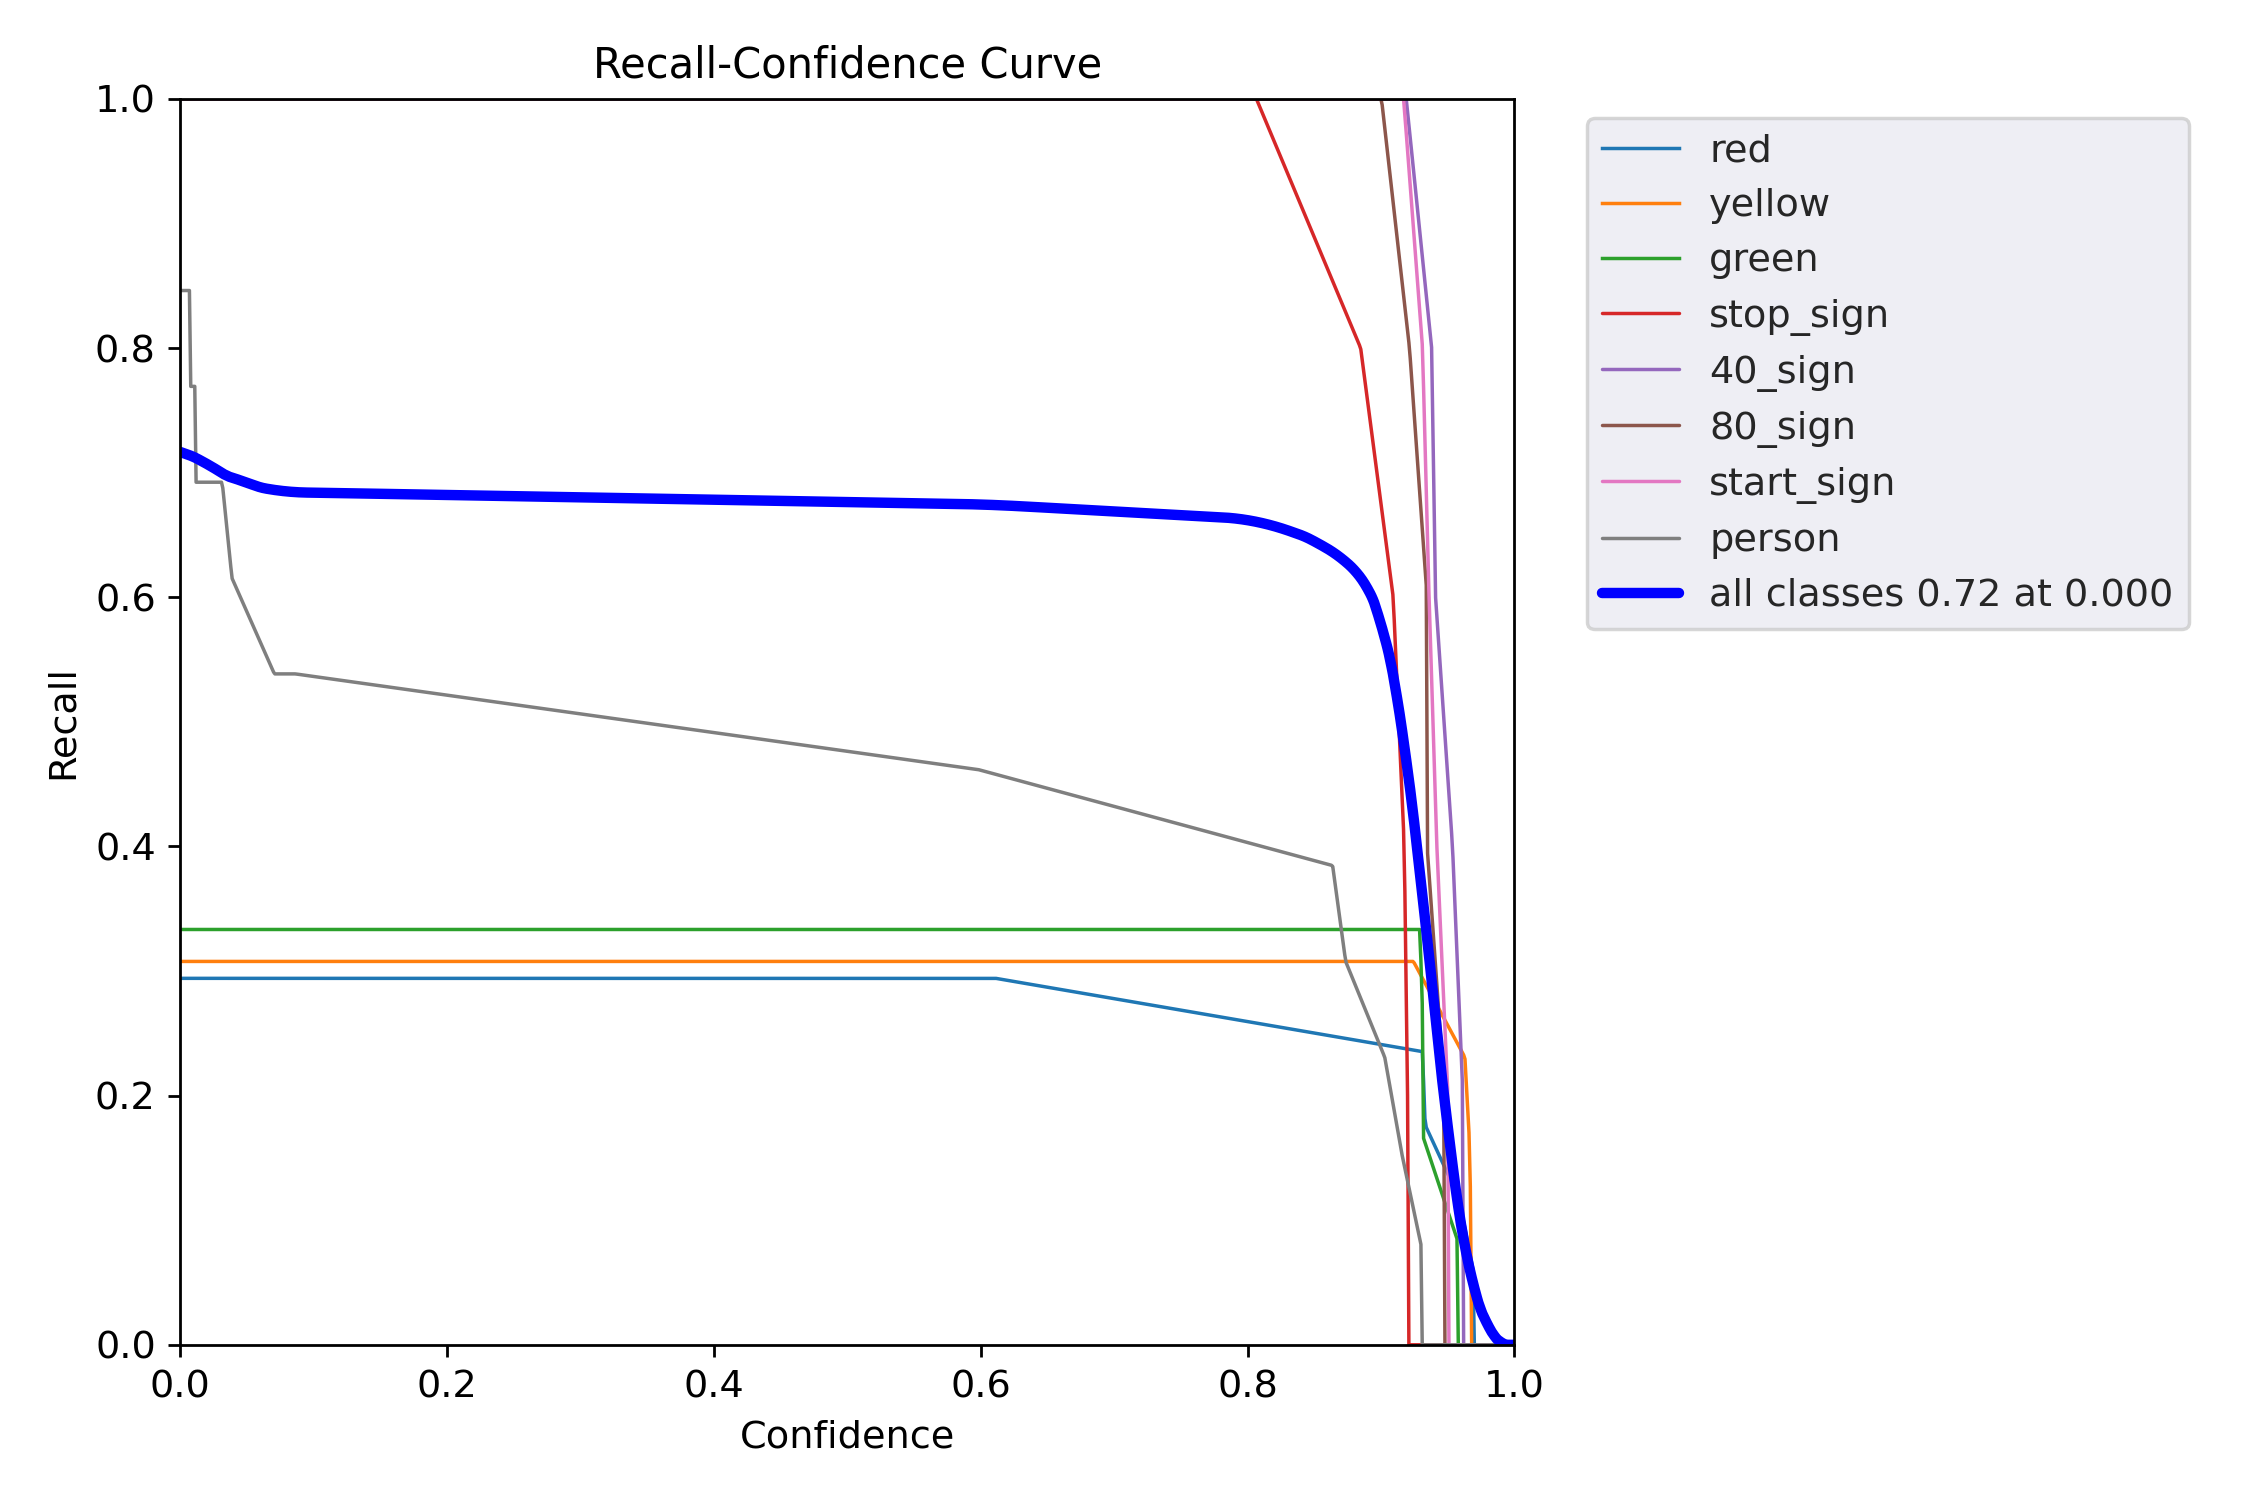 Recall-Confidence Curve
1.0
0.8
0.6
0.4
0.2
0.0
Recall
0.0 0.2 0.4 0.6 0.8 1.0
Confidence
red
yellow
green
stop_sign
40_sign
80_sign
start_sign
person
all classes 0.72 at 0.000